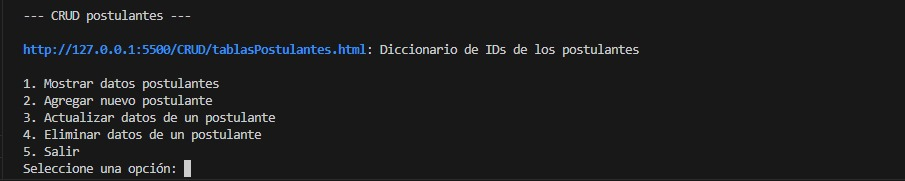 --- CRUD postulantes ---
http://127.0.0.1:5500/CRUD/tablasPostulantes.html: Diccionario de IDs de los postulantes
1. Mostrar datos postulantes
2. Agregar nuevo postulante
3. Actualizar datos de un postulante
4. Eliminar datos de un postulante
5. Salir
Seleccione una opción: